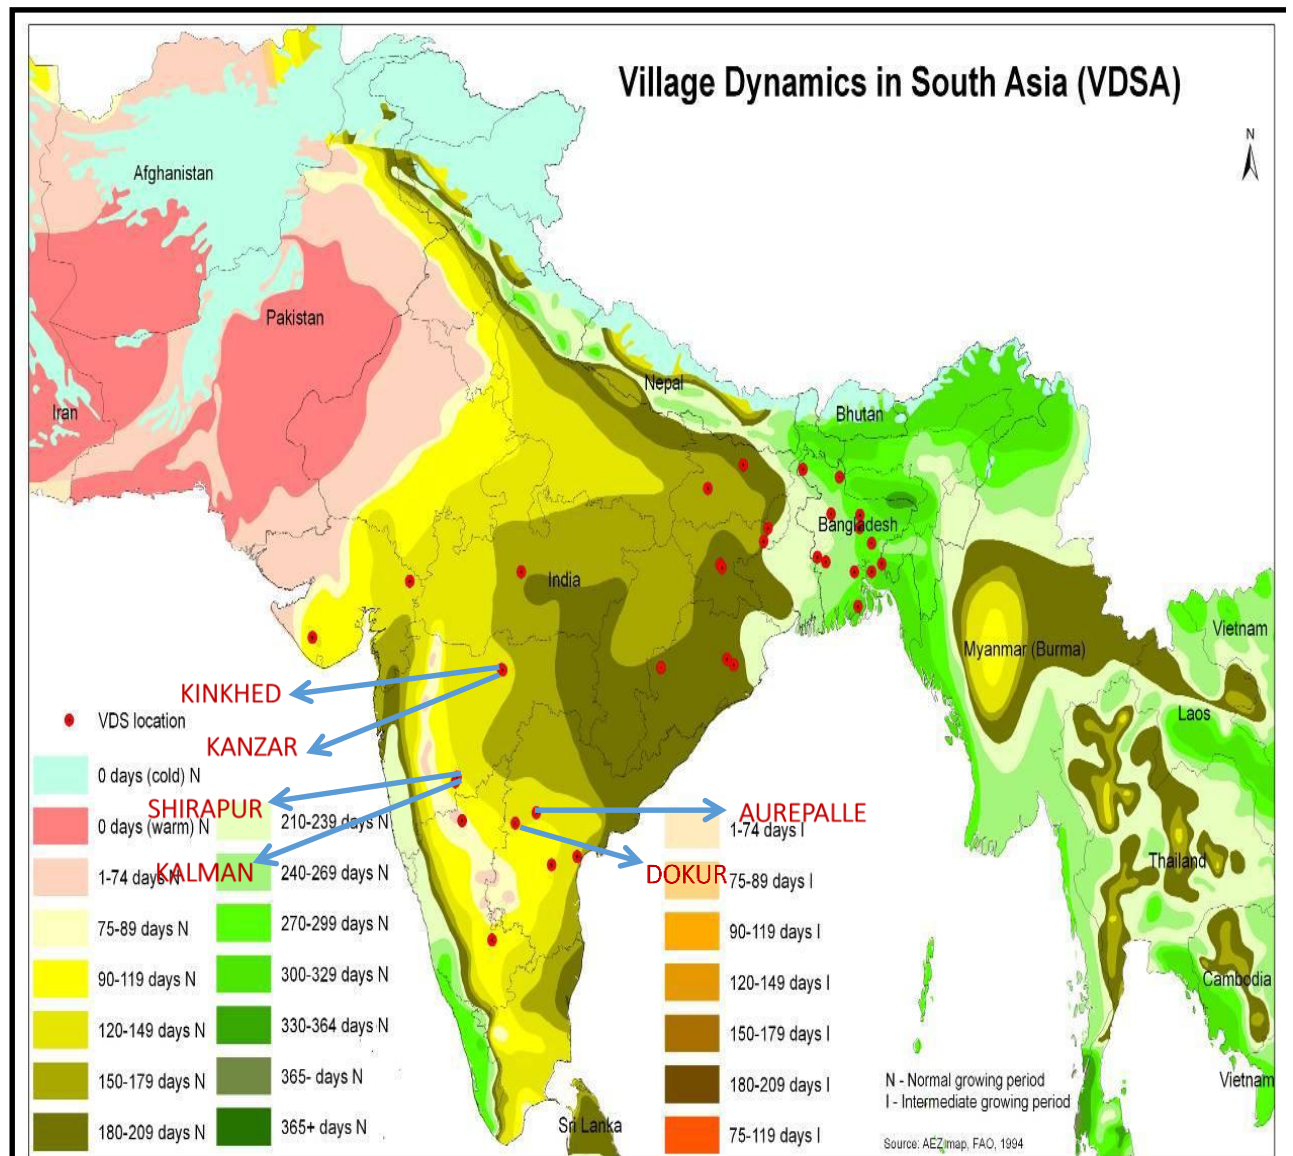 Village Dynamics in South Asia (VDSA)
N
Afghanistan
Pakistan
Iran
Nepal
Bhutan
Bangladesh
India
Myanmar (Burma)
Vietnam
Laos
Thailand
Cambodia
Vietnam
Sri Lanka
KINKHED
KANZAR
SHIRAPUR
KALMAN
AUREPALLE
DOKUR
VDS location
0 days (cold) N
0 days (warm) N
1-74 days N
75-89 days N
90-119 days N
120-149 days N
150-179 days N
180-209 days N
210-239 days N
240-269 days N
270-299 days N
300-329 days N
330-364 days N
365- days N
365+ days N
1-74 days I
75-89 days I
90-119 days I
120-149 days I
150-179 days I
180-209 days I
75-119 days I
N - Normal growing period
I - Intermediate growing period
Source: AEZ map, FAO, 1994